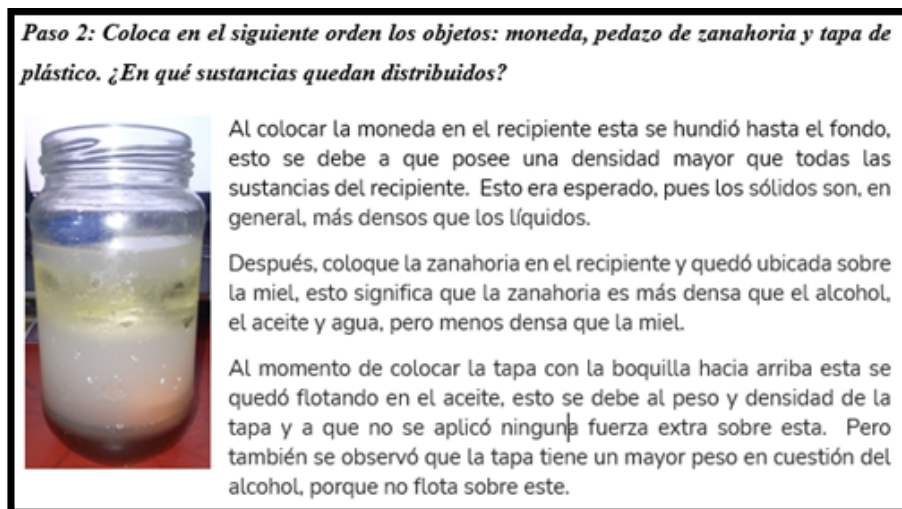 Paso 2: Coloca en el siguiente orden los objetos: moneda, pedazo de zanahoria y tapa de
plástico. ¿En qué sustancias quedan distribuidos?
Al colocar la moneda en el recipiente esta se hundió hasta el fondo,
esto se debe a que posee una densidad mayor que todas las
sustancias del recipiente. Esto era esperado, pues los sólidos son, en
general, más densos que los líquidos.
Después, coloque la zanahoria en el recipiente y quedó ubicada sobre
la miel, esto significa que la zanahoria es más densa que el alcohol,
el aceite y agua, pero menos densa que la miel.
Al momento de colocar la tapa con la boquilla hacia arriba esta se
quedó flotando en el aceite, esto se debe al peso y densidad de la
tapa y a que no se aplicó ninguna fuerza extra sobre esta. Pero
también se observó que la tapa tiene un mayor peso en cuestión del
alcohol, porque no flota sobre este.